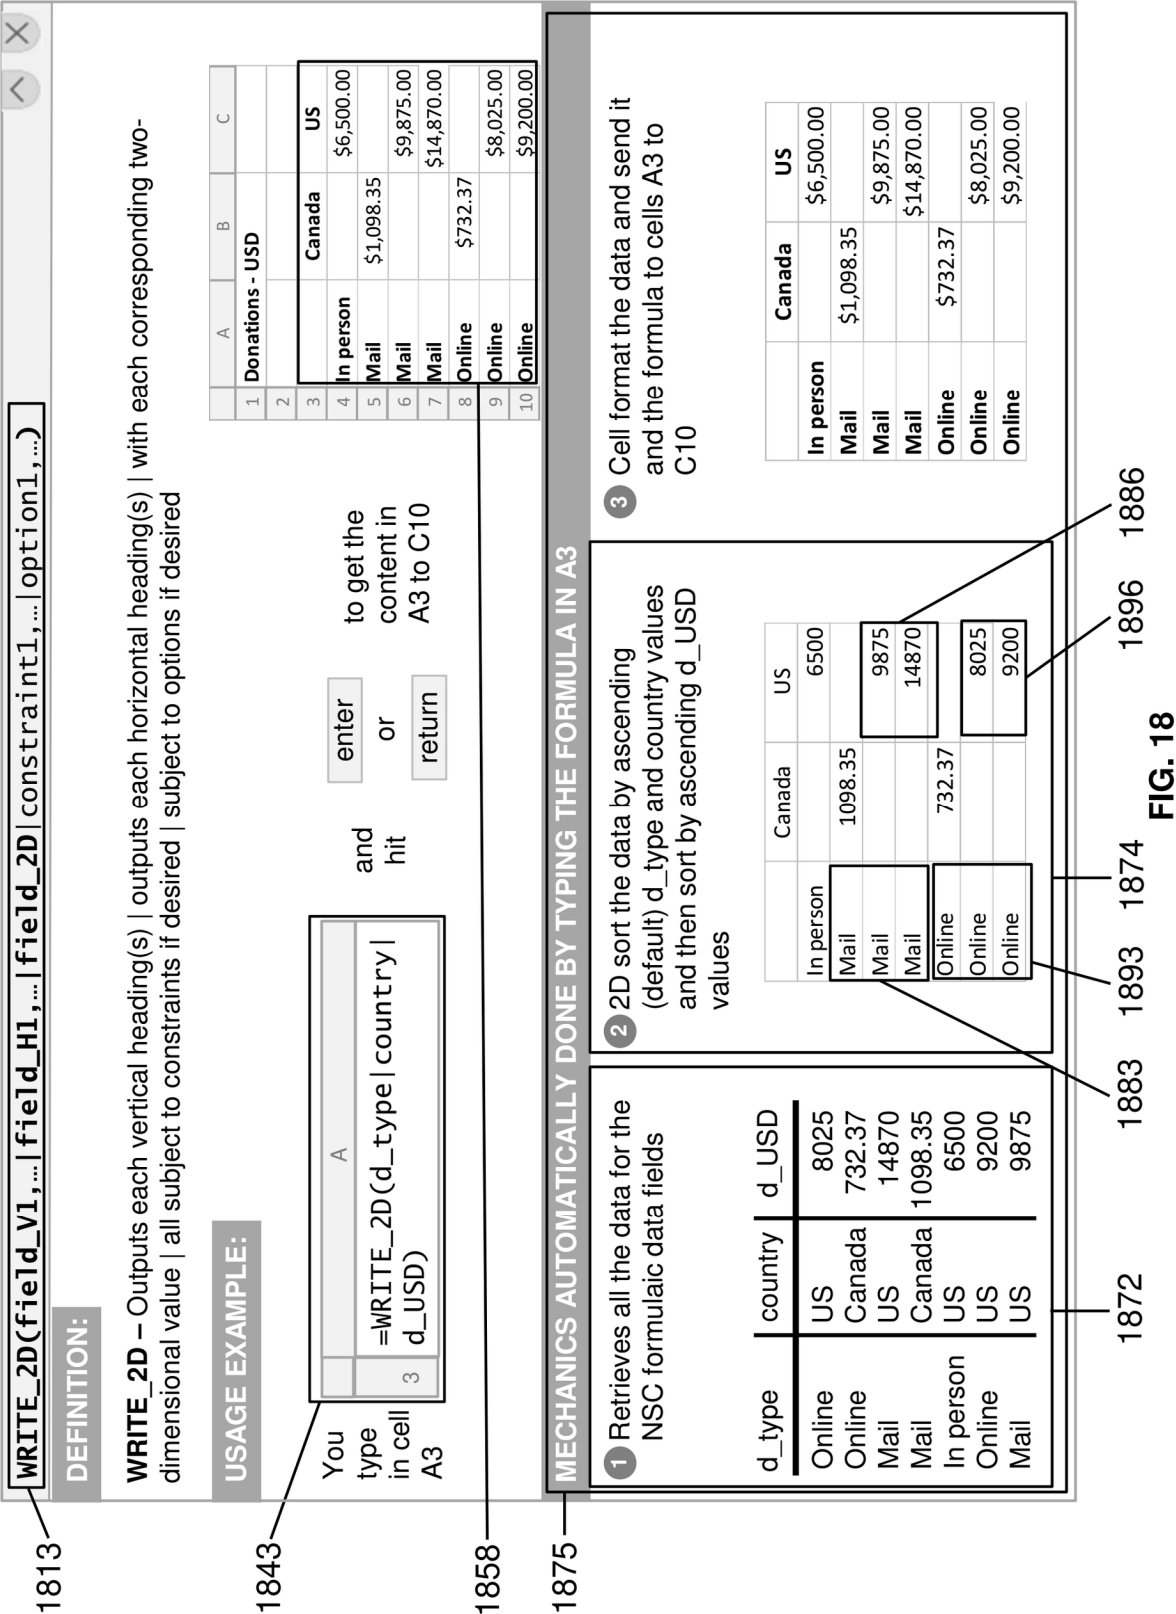 WRITE_2D(field_V1,…|field_H1,…|field_2D|constraint1,…|option1,…)
DEFINITION:
WRITE_2D – Outputs each vertical heading(s) | outputs each horizontal heading(s) | with each corresponding two-
dimensional value | all subject to constraints if desired | subject to options if desired
USAGE EXAMPLE:
You
type
in cell
A3
A
3
=WRITE_2D(d_type|country|
d_USD)
and
hit
enter
or
return
to get the
content in
A3 to C10
A B C
1 Donations - USD
2
3 Canada US
4 In person $6,500.00
5 Mail $1,098.35
6 Mail $9,875.00
7 Mail $14,870.00
8 Online $732.37
9 Online $8,025.00
10 Online $9,200.00
MECHANICS AUTOMATICALLY DONE BY TYPING THE FORMULA IN A3
1 Retrieves all the data for the
NSC formulaic data fields
d_type country d_USD
Online US 8025
Online Canada 732.37
Mail US 14870
Mail Canada 1098.35
In person US 6500
Online US 9200
Mail US 9875
2 2D sort the data by ascending
(default) d_type and country values
and then sort by ascending d_USD
values
Canada US
In person 6500
Mail 1098.35
Mail 9875
Mail 14870
Online 732.37
Online 8025
Online 9200
3 Cell format the data and send it
and the formula to cells A3 to
C10
Canada US
In person $6,500.00
Mail $1,098.35
Mail $9,875.00
Mail $14,870.00
Online $732.37
Online $8,025.00
Online $9,200.00
1813
1843
1858
1875
1872
1883
1893
1874
1896
1886
FIG. 18